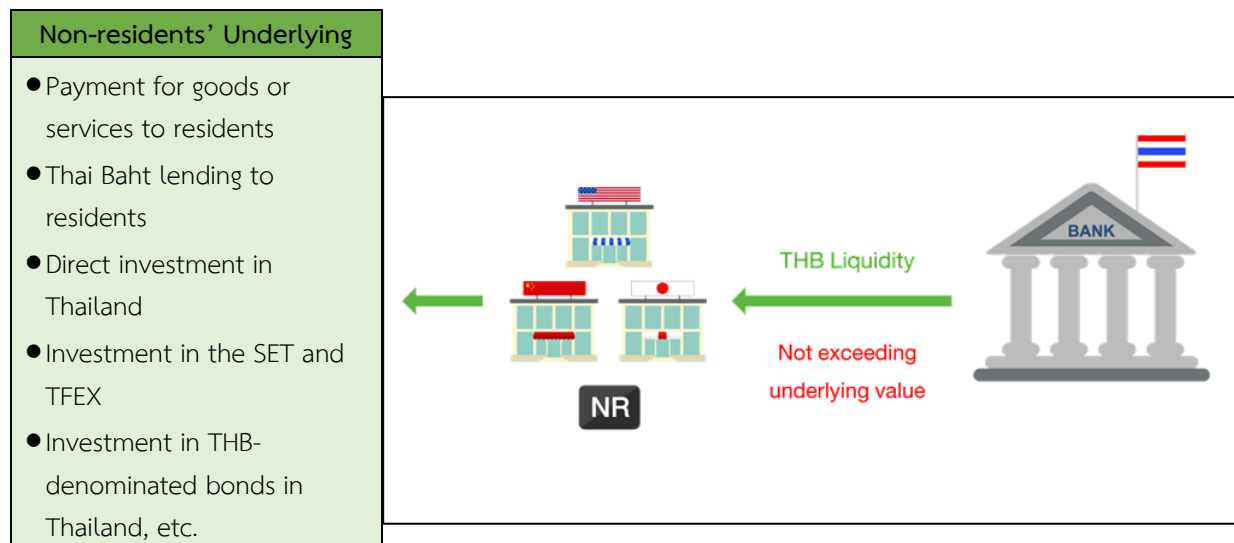 Non-residents' Underlying
●Payment for goods or
services to residents
●Thai Baht lending to
residents
●Direct investment in
Thailand
●Investment in the SET and
TFEX
●Investment in THB-
denominated bonds in
Thailand, etc.
NR
THB Liquidity
Not exceeding
underlying value
BANK